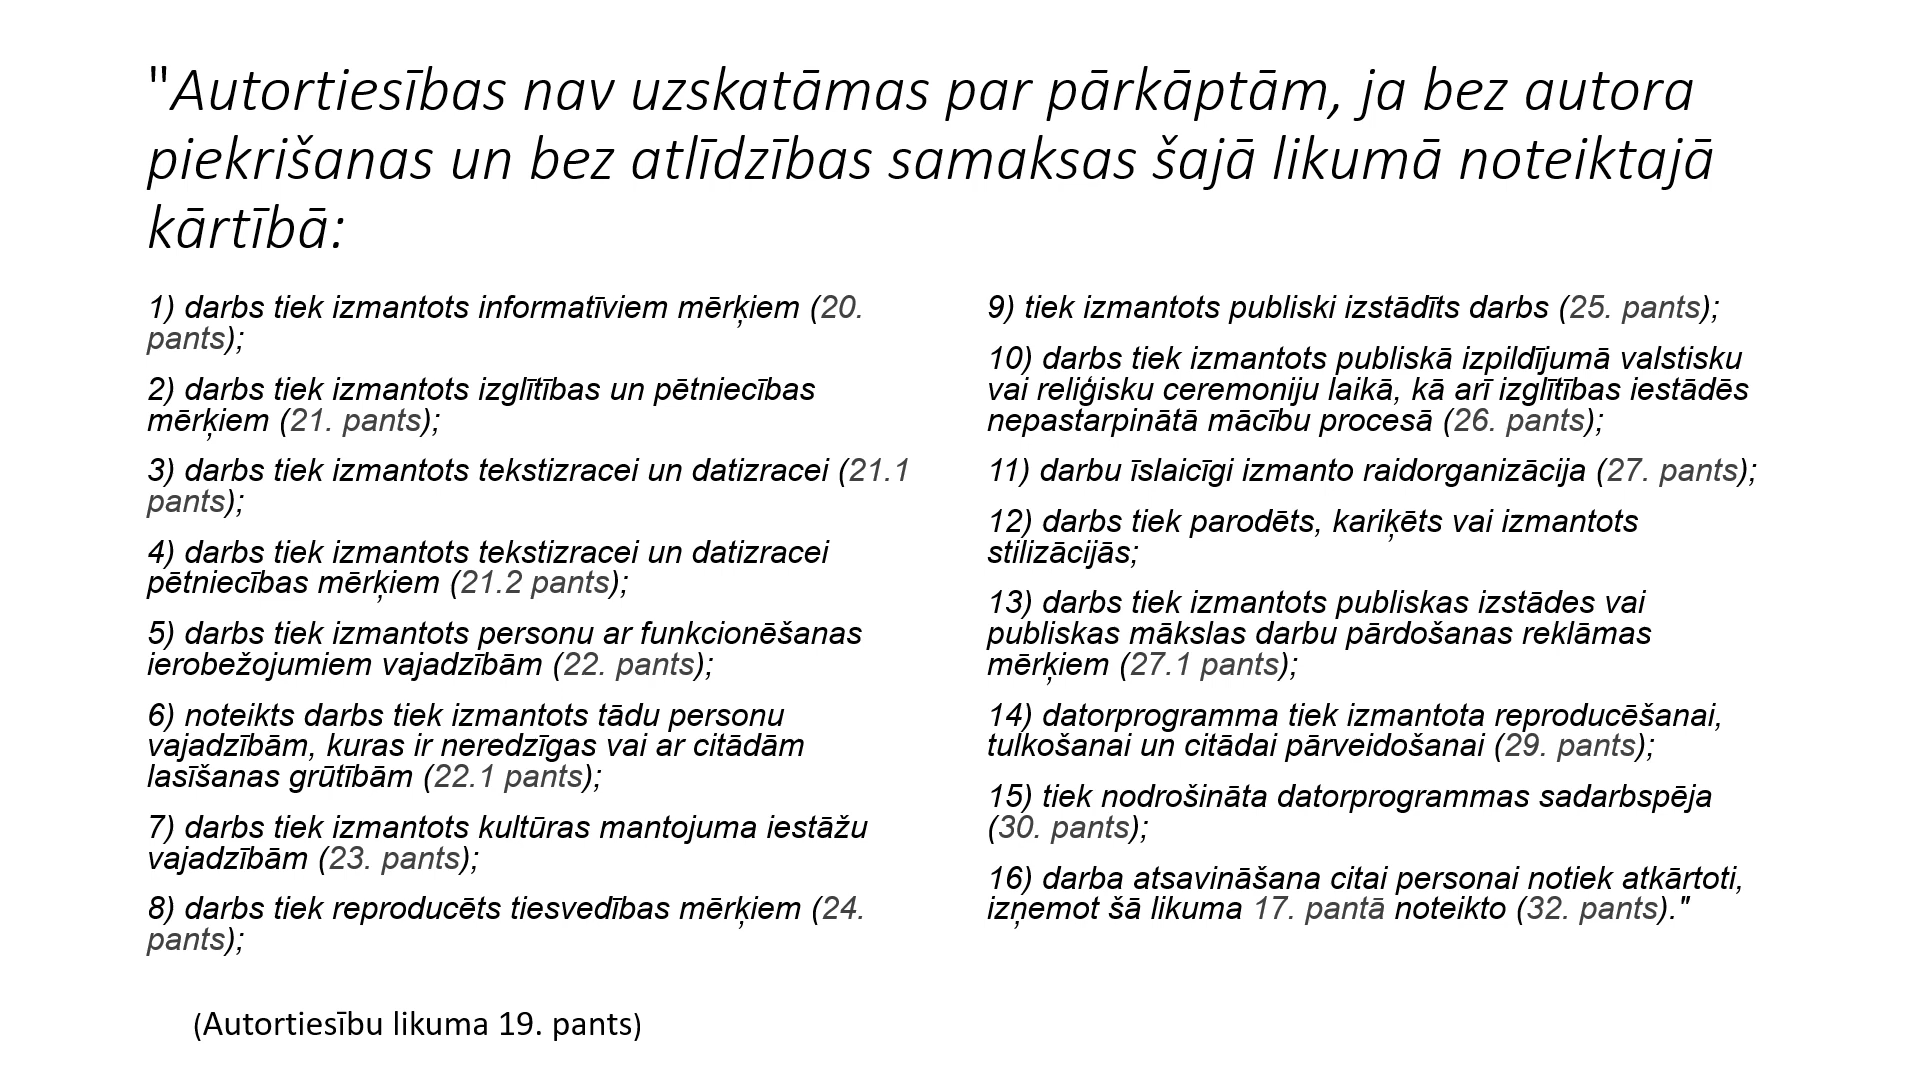 "Autortiesības nav uzskatāmas par pārkāptām, ja bez autora
piekrišanas un bez atlīdzības samaksas šajā likumā noteiktajā
kārtībā:
1) darbs tiek izmantots informatīviem mērķiem (20.
pants);
2) darbs tiek izmantots izglītības un pētniecības
mērķiem (21. pants);
3) darbs tiek izmantots tekstizracei un datizracei (21.1
pants);
4) darbs tiek izmantots tekstizracei un datizracei
pētniecības mērķiem (21.2 pants);
5) darbs tiek izmantots personu ar funkcionēšanas
ierobežojumiem vajadzībām (22. pants);
6) noteikts darbs tiek izmantots tādu personu
vajadzībām, kuras ir neredzīgas vai ar citādām
lasīšanas grūtībām (22.1 pants);
7) darbs tiek izmantots kultūras mantojuma iestāžu
vajadzībām (23. pants);
8) darbs tiek reproducēts tiesvedības mērķiem (24.
pants);
9) tiek izmantots publiski izstādīts darbs (25. pants);
10) darbs tiek izmantots publiskā izpildījumā valstisku
vai reliģisku ceremoniju laikā, kā arī izglītības iestādēs
nepastarpinātā mācību procesā (26. pants);
11) darbu īslaicīgi izmanto raidorganizācija (27. pants);
12) darbs tiek parodēts, kariķēts vai izmantots
stilizācijās;
13) darbs tiek izmantots publiskas izstādes vai
publiskas mākslas darbu pārdošanas reklāmas
mērķiem (27.1 pants);
14) datorprogramma tiek izmantota reproducēšanai,
tulkošanai un citādai pārveidošanai (29. pants);
15) tiek nodrošināta datorprogrammas sadarbspēja
(30. pants);
16) darba atsavināšana citai personai notiek atkārtoti,
izņemot šā likuma 17. pantā noteikto (32. pants)."
(Autortiesību likuma 19. pants)